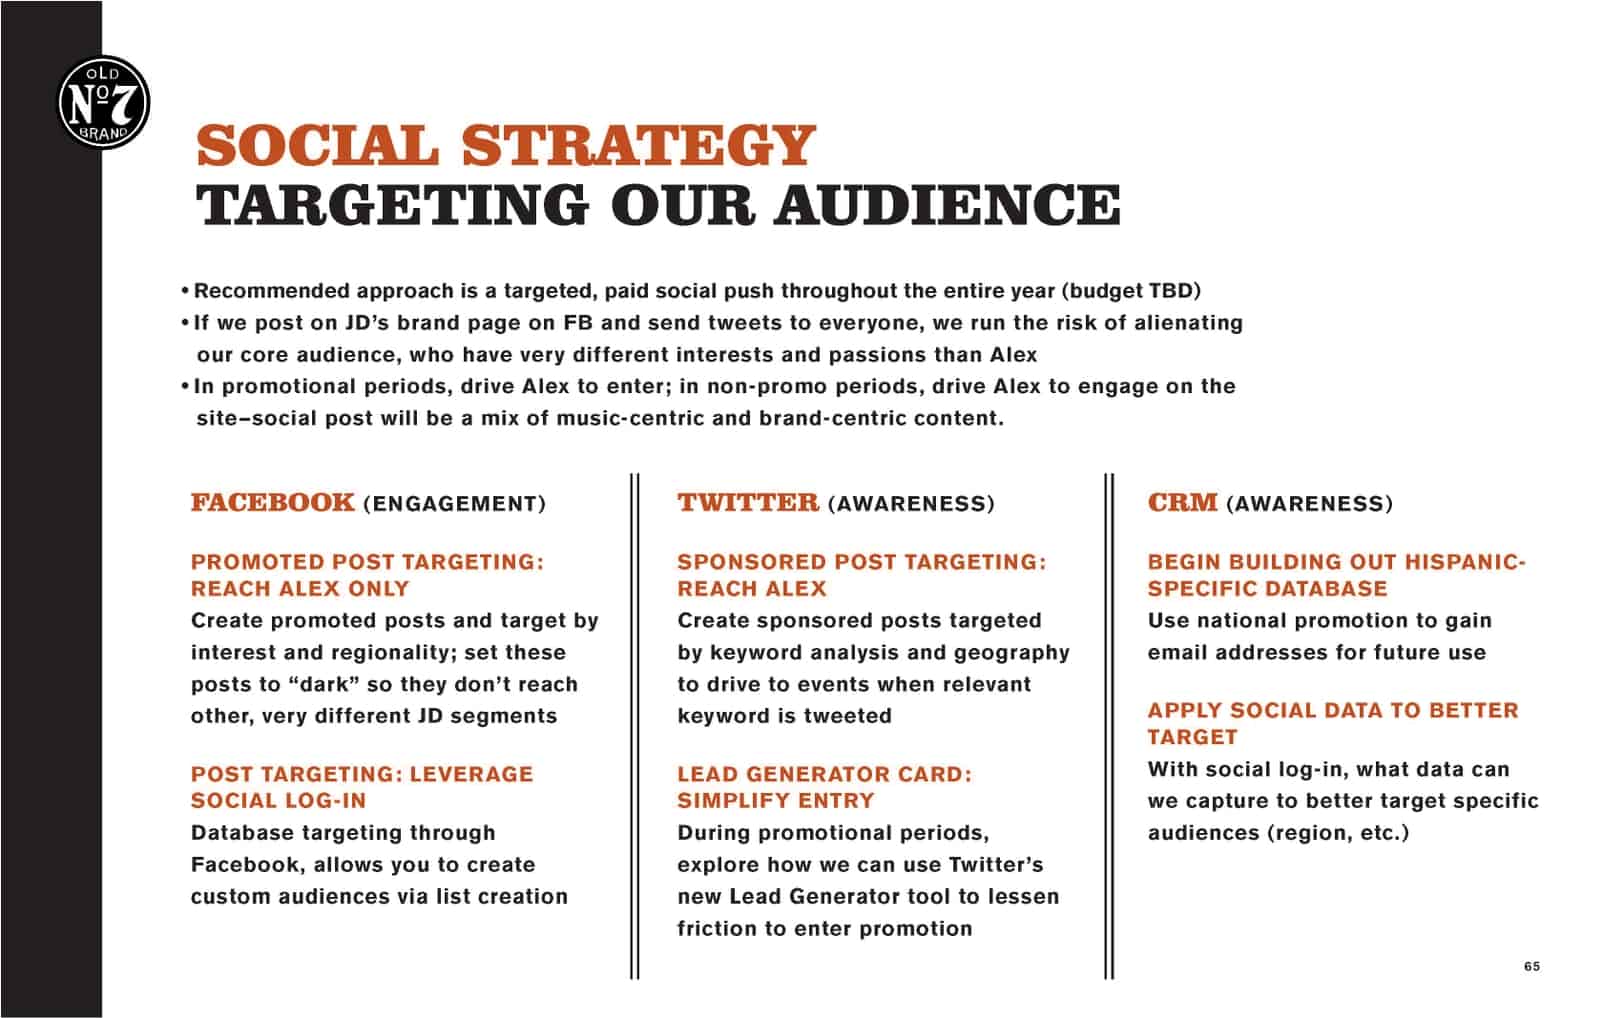 OLD
Nº7
BRAND
SOCIAL STRATEGY
TARGETING OUR AUDIENCE
• Recommended approach is a targeted, paid social push throughout the entire year (budget TBD)
• If we post on JD’s brand page on FB and send tweets to everyone, we run the risk of alienating
our core audience, who have very different interests and passions than Alex
• In promotional periods, drive Alex to enter; in non-promo periods, drive Alex to engage on the
site–social post will be a mix of music-centric and brand-centric content.
FACEBOOK (ENGAGEMENT)
PROMOTED POST TARGETING:
REACH ALEX ONLY
Create promoted posts and target by
interest and regionality; set these
posts to “dark” so they don’t reach
other, very different JD segments
POST TARGETING: LEVERAGE
SOCIAL LOG-IN
Database targeting through
Facebook, allows you to create
custom audiences via list creation
TWITTER (AWARENESS)
SPONSORED POST TARGETING:
REACH ALEX
Create sponsored posts targeted
by keyword analysis and geography
to drive to events when relevant
keyword is tweeted
LEAD GENERATOR CARD:
SIMPLIFY ENTRY
During promotional periods,
explore how we can use Twitter’s
new Lead Generator tool to lessen
friction to enter promotion
CRM (AWARENESS)
BEGIN BUILDING OUT HISPANIC-
SPECIFIC DATABASE
Use national promotion to gain
email addresses for future use
APPLY SOCIAL DATA TO BETTER
TARGET
With social log-in, what data can
we capture to better target specific
audiences (region, etc.)
65